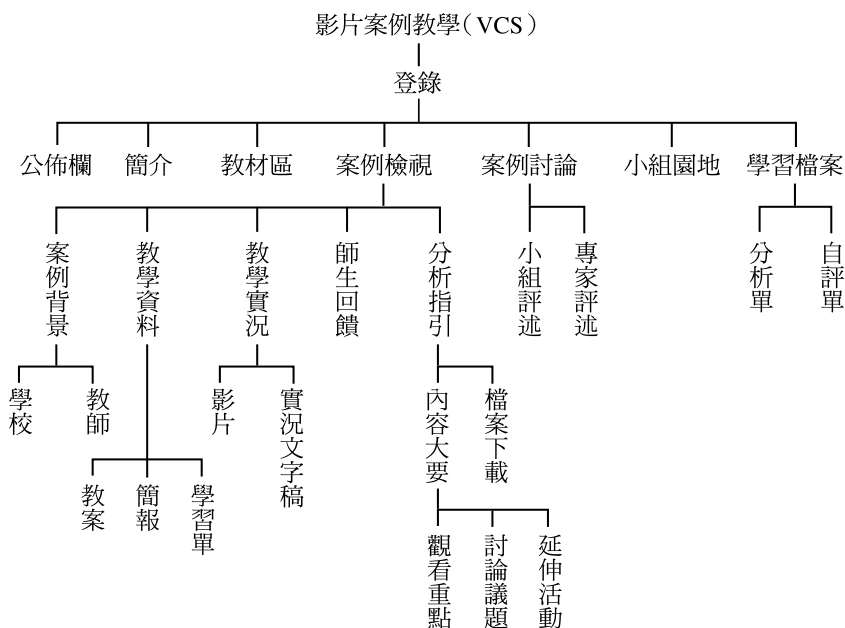 影片案例教學（VCS）
登錄
公佈欄
簡介
教材區
案例檢視
案例討論
小組園地
學習檔案
案例背景
教學資料
教學實況
師生回饋
分析指引
小組評述
專家評述
分析單
自評單
學校
教師
影片
實況文字稿
內容大要
檔案下載
教案
簡報
學習單
觀看重點
討論議題
延伸活動